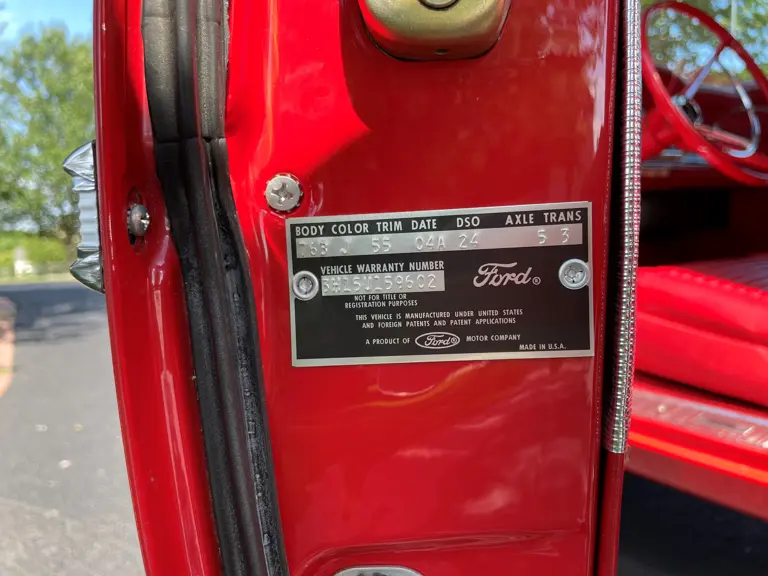 BODY COLOR TRIM DATE DSO AXLE TRANS
76B J 55 04A 24 5 3
VEHICLE WARRANTY NUMBER
Ford®
NOT FOR TITLE OR
REGISTRATION PURPOSES
THIS VEHICLE IS MANUFACTURED UNDER UNITED STATES
AND FOREIGN PATENTS AND PATENT APPLICATIONS
A PRODUCT OF Ford® MOTOR COMPANY
MADE IN U.S.A.